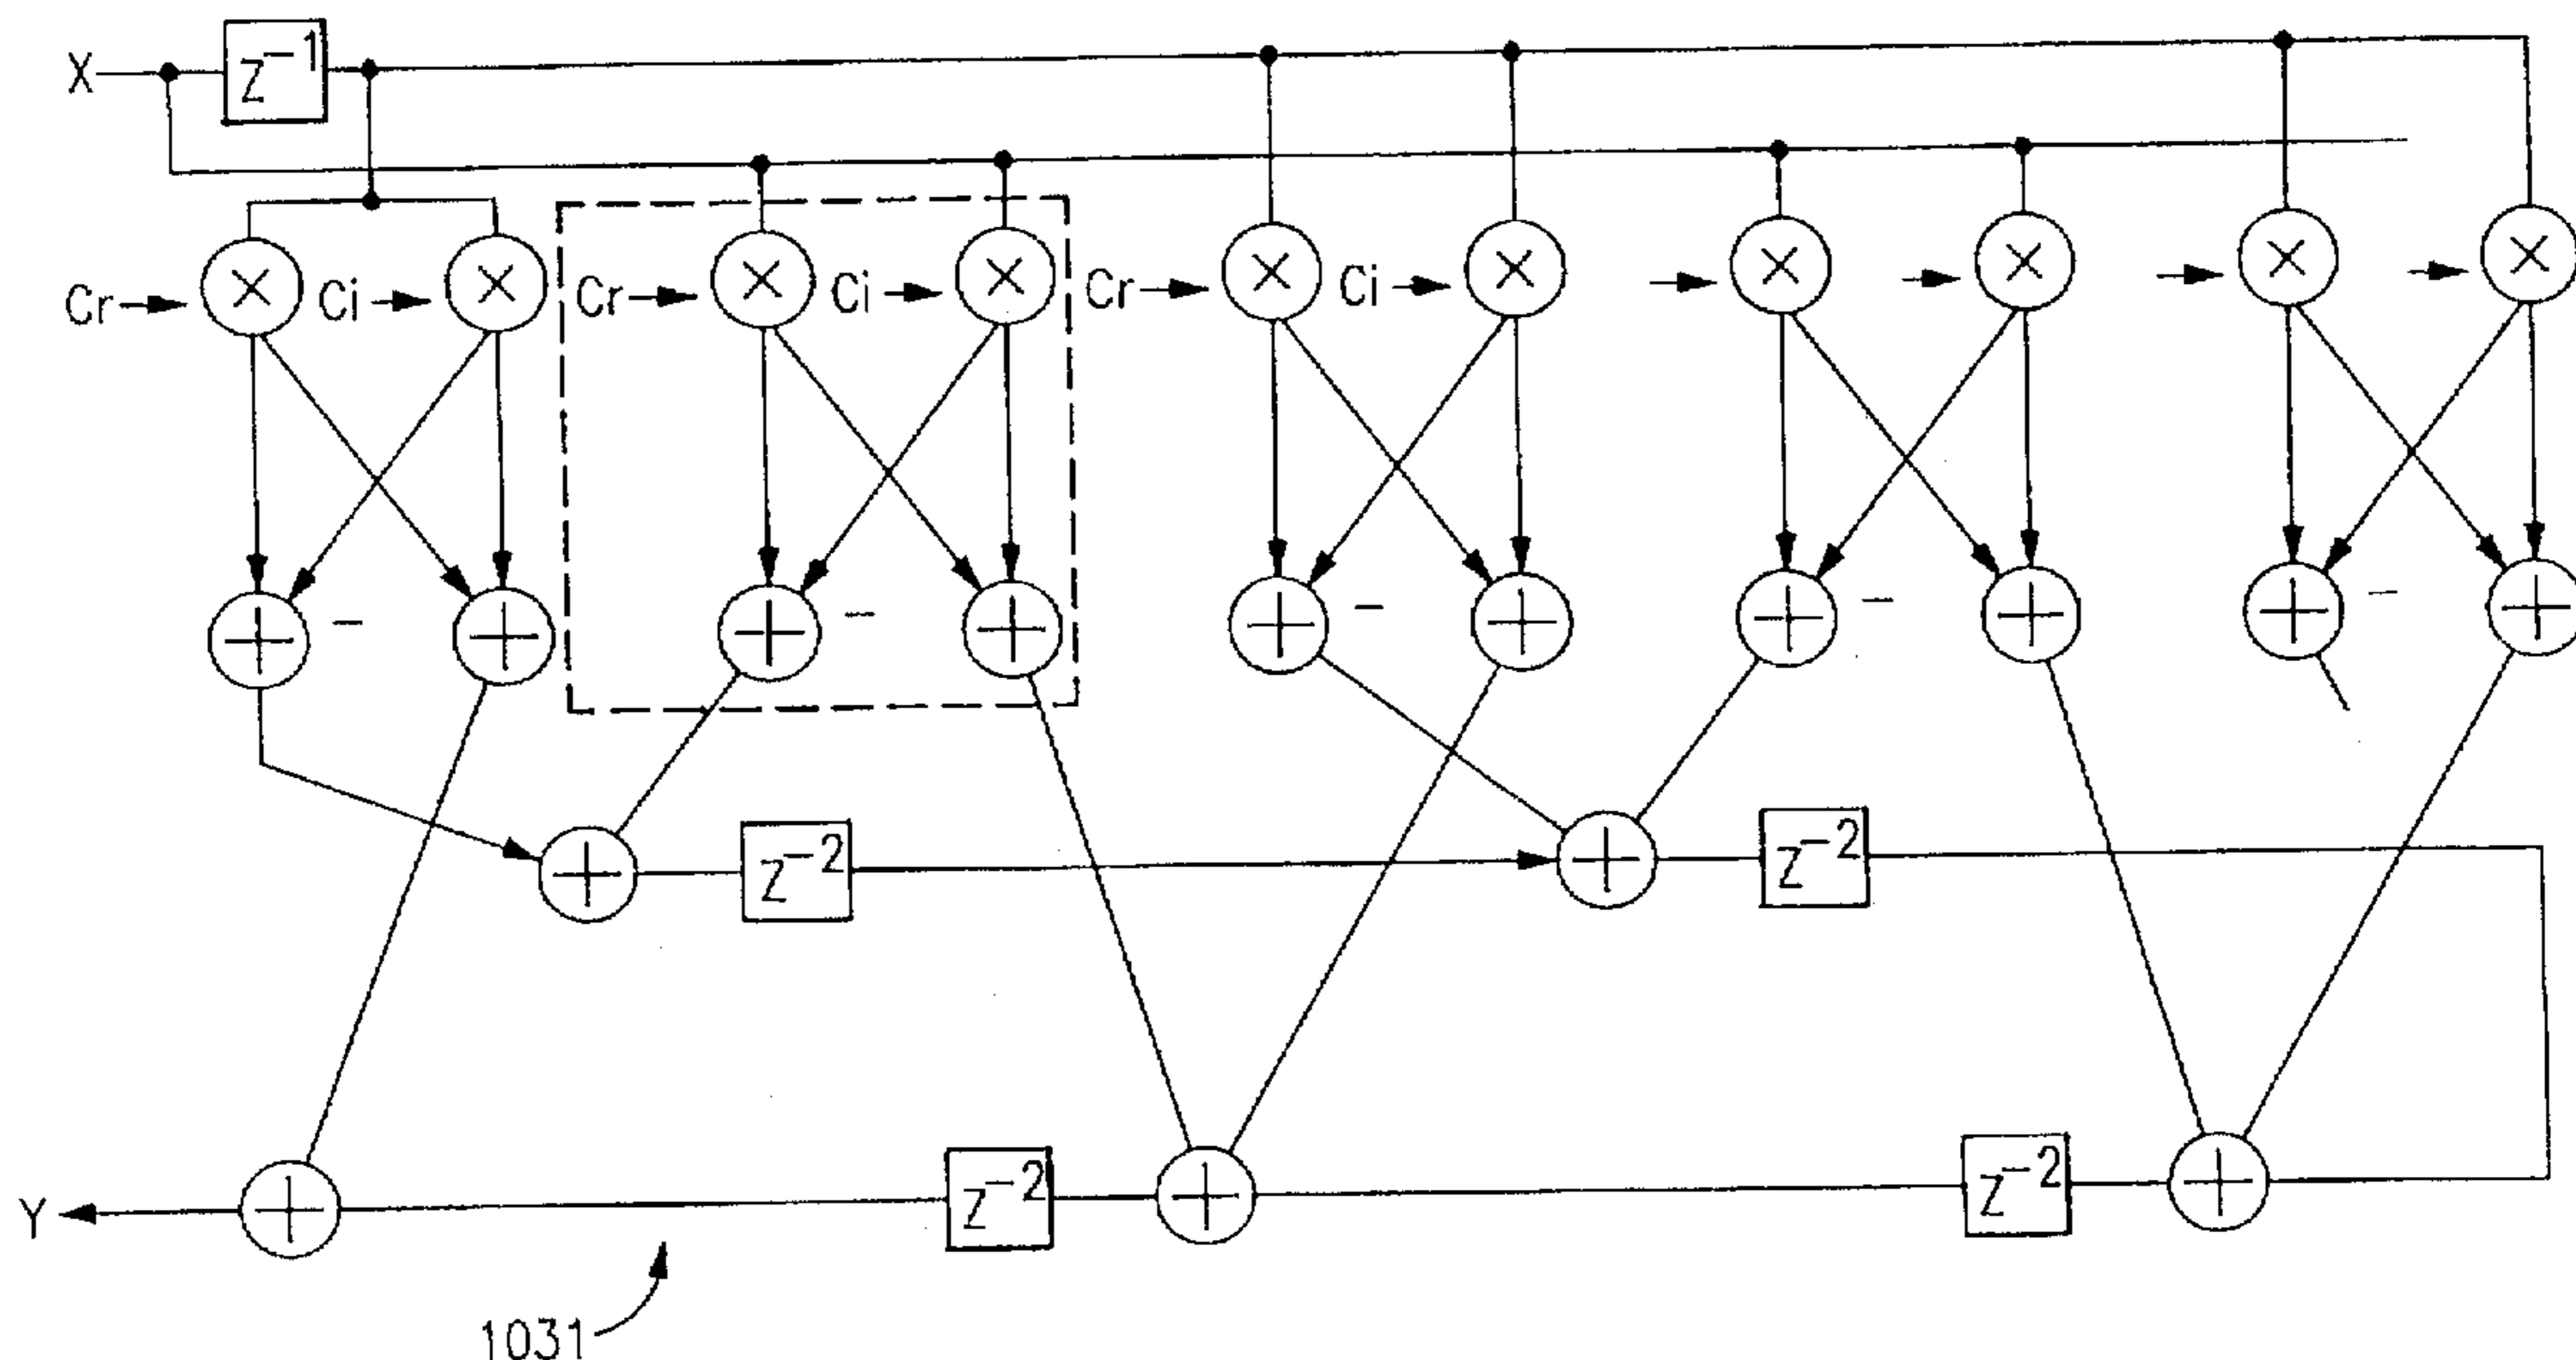 X
z⁻¹
Cr Ci Cr Ci Cr Ci
- - - - -
z⁻² z⁻²
Y z⁻² z⁻²
1031